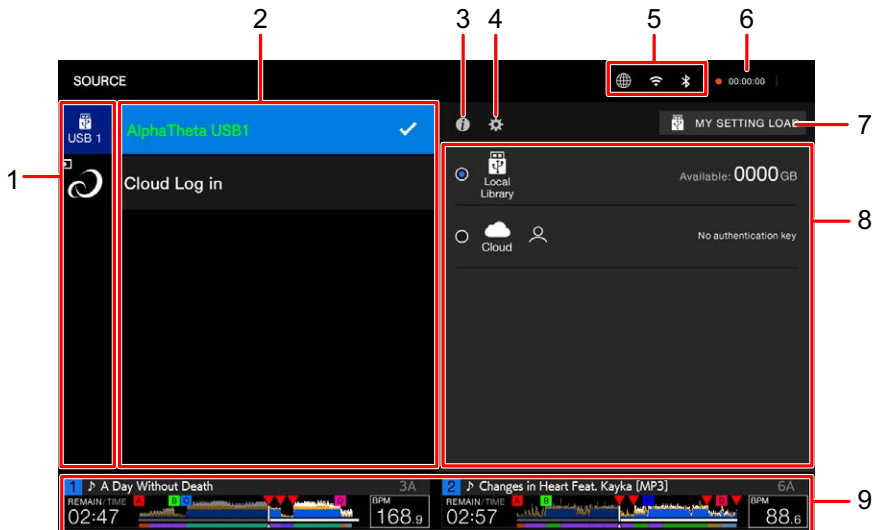 2 3 4 5 6
SOURCE
00:00:00
USB 1
AlphaTheta USB1
MY SETTING LOAD
7
1
Cloud Log in
Local
Library
Available: 0000 GB
8
Cloud
No authentication key
1 A Day Without Death 3A
REMAIN/TIME A B C D BPM
02:47 168.9
2 Changes in Heart Feat. Kayka [MP3] 6A
REMAIN/TIME A B C D BPM
02:57 88.6
9